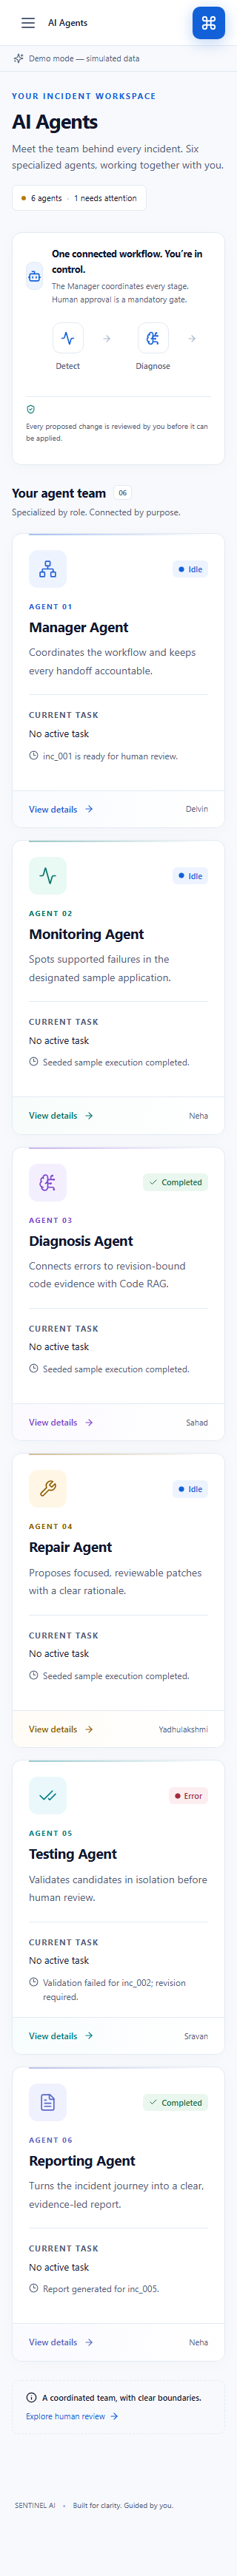 AI Agents
Demo mode — simulated data
YOUR INCIDENT WORKSPACE
AI Agents
Meet the team behind every incident. Six
specialized agents, working together with you.
6 agents · 1 needs attention
One connected workflow. You're in
control.
The Manager coordinates every stage.
Human approval is a mandatory gate.
Detect
Diagnose
Every proposed change is reviewed by you before it can
be applied.
Your agent team 06
Specialized by role. Connected by purpose.
Idle
AGENT 01
Manager Agent
Coordinates the workflow and keeps
every handoff accountable.
CURRENT TASK
No active task
inc_001 is ready for human review.
View details
Delvin
Idle
AGENT 02
Monitoring Agent
Spots supported failures in the
designated sample application.
CURRENT TASK
No active task
Seeded sample execution completed.
View details
Neha
Completed
AGENT 03
Diagnosis Agent
Connects errors to revision-bound
code evidence with Code RAG.
CURRENT TASK
No active task
Seeded sample execution completed.
View details
Sahad
Idle
AGENT 04
Repair Agent
Proposes focused, reviewable patches
with a clear rationale.
CURRENT TASK
No active task
Seeded sample execution completed.
View details
Yadhulakshmi
Error
AGENT 05
Testing Agent
Validates candidates in isolation before
human review.
CURRENT TASK
No active task
Validation failed for inc_002; revision
required.
View details
Sravan
Completed
AGENT 06
Reporting Agent
Turns the incident journey into a clear,
evidence-led report.
CURRENT TASK
No active task
Report generated for inc_005.
View details
Neha
A coordinated team, with clear boundaries.
Explore human review
SENTINEL AI • Built for clarity. Guided by you.